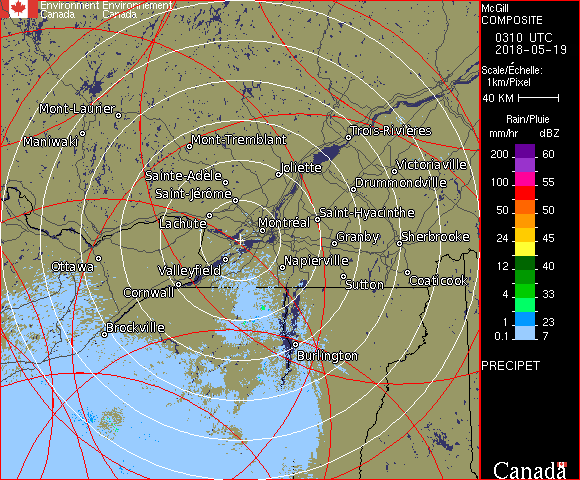 Environment Environnement
Canada Canada
McGill
COMPOSITE
0310 UTC
2018-05-19
Scale/Échelle:
1km/Pixel
40 KM
Rain/Pluie
mm/hr dBZ
200 60
55
100 55
50 50
24 45
12 40
4 33
1 23
0.1 7
PRECIPET
Canada
Mont-Laurier
Maniwaki
Mont-Tremblant
Trois-Rivières
Joliette
Victoriaville
Sainte-Adèle
Drummondville
Saint-Jérôme
Saint-Hyacinthe
Lachute
Montréal
Granby
Sherbrooke
Napierville
Ottawa
Valleyfield
Sutton
Coaticook
Cornwall
Brockville
Burlington